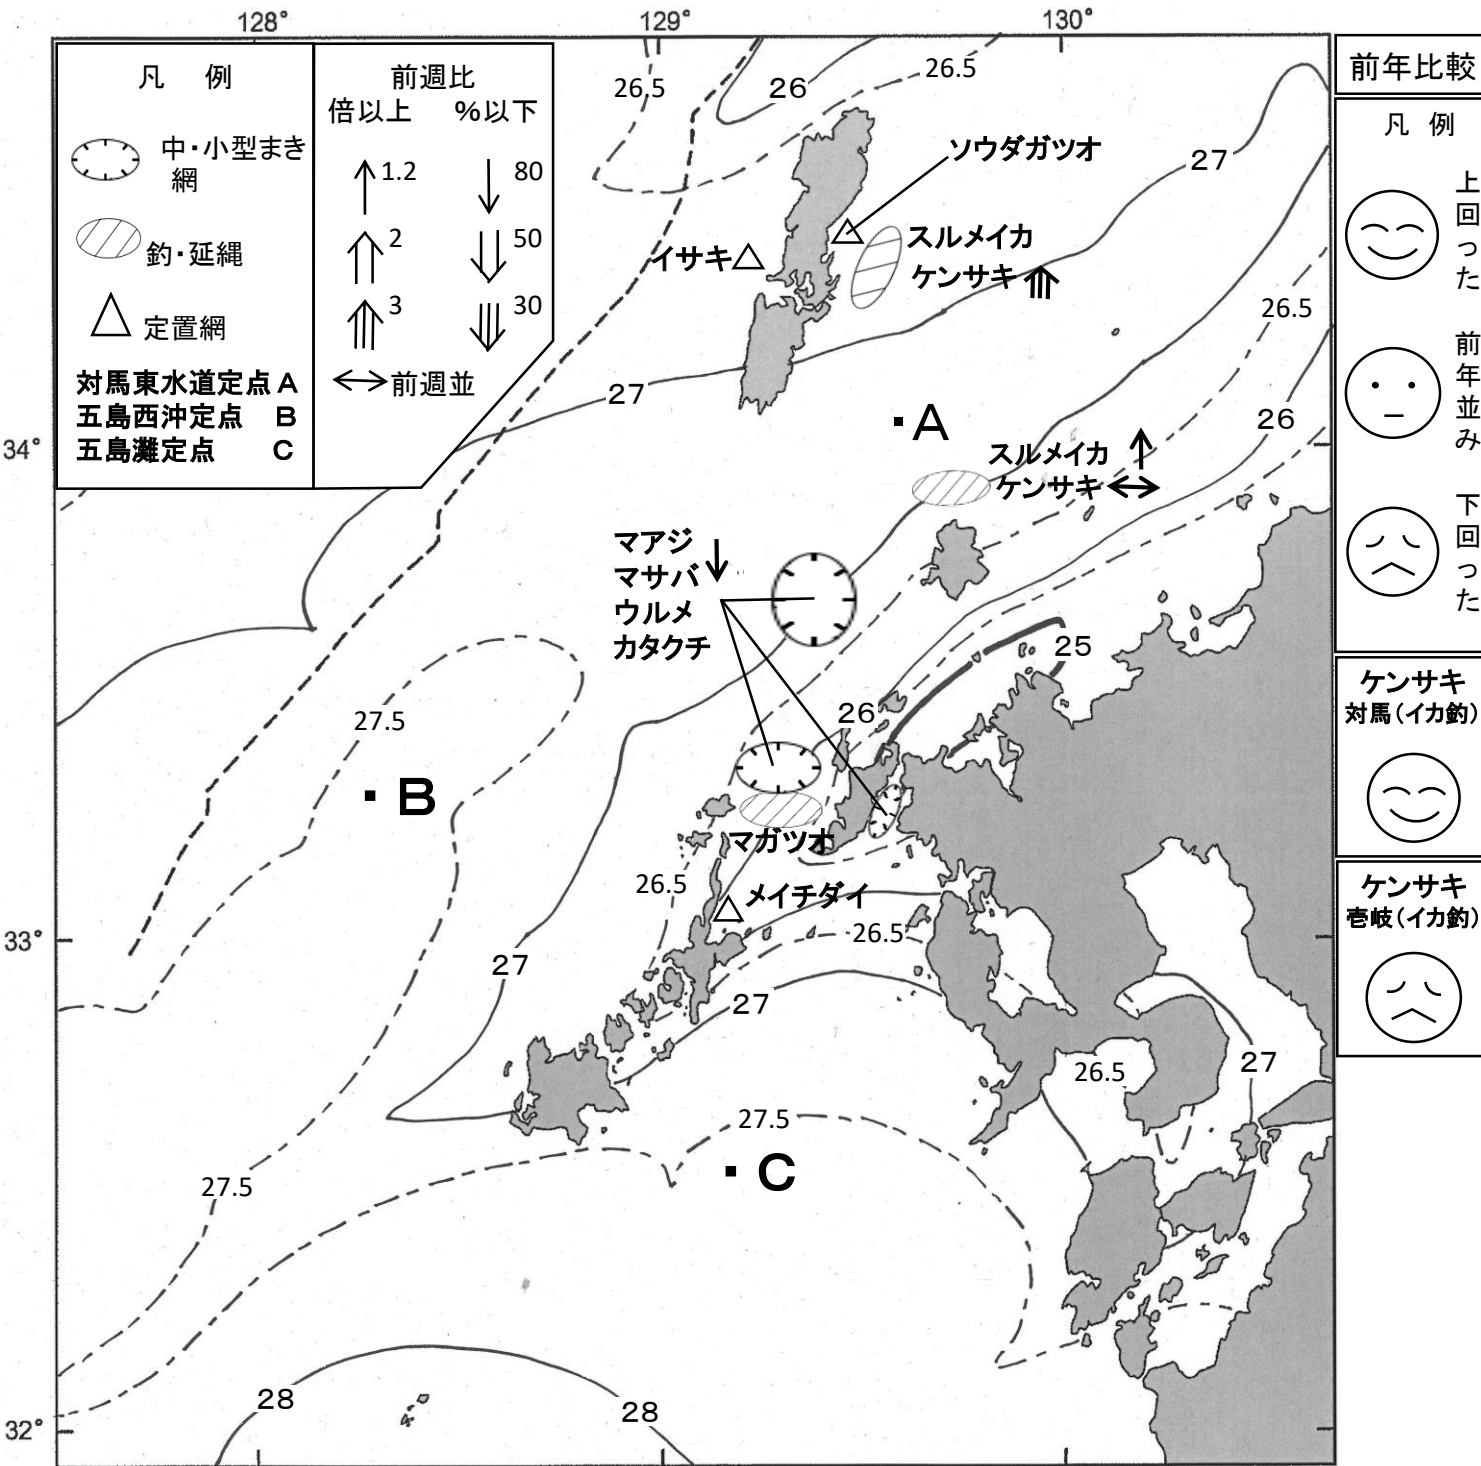 128°
129°
130°
34°
33°
32°
凡 例
中・小型まき
網
釣・延縄
定置網
対馬東水道定点 A
五島西沖定点 B
五島灘定点 C
前週比
倍以上 %以下
1.2 80
2 50
3 30
前週並
26.5
26
26.5
27
ソウダガツオ
イサキ
スルメイカ
ケンサキ
26.5
27
26
A
スルメイカ
ケンサキ
マアジ
マサバ
ウルメ
カタクチ
25
26
27.5
B
マガツオ
メイチダイ
26.5
26.5
27
27
26.5
27
27.5
C
27.5
28
28
前年比較
凡 例
上回った
前年並み
下回った
ケンサキ
対馬(イカ釣)
ケンサキ
壱岐(イカ釣)